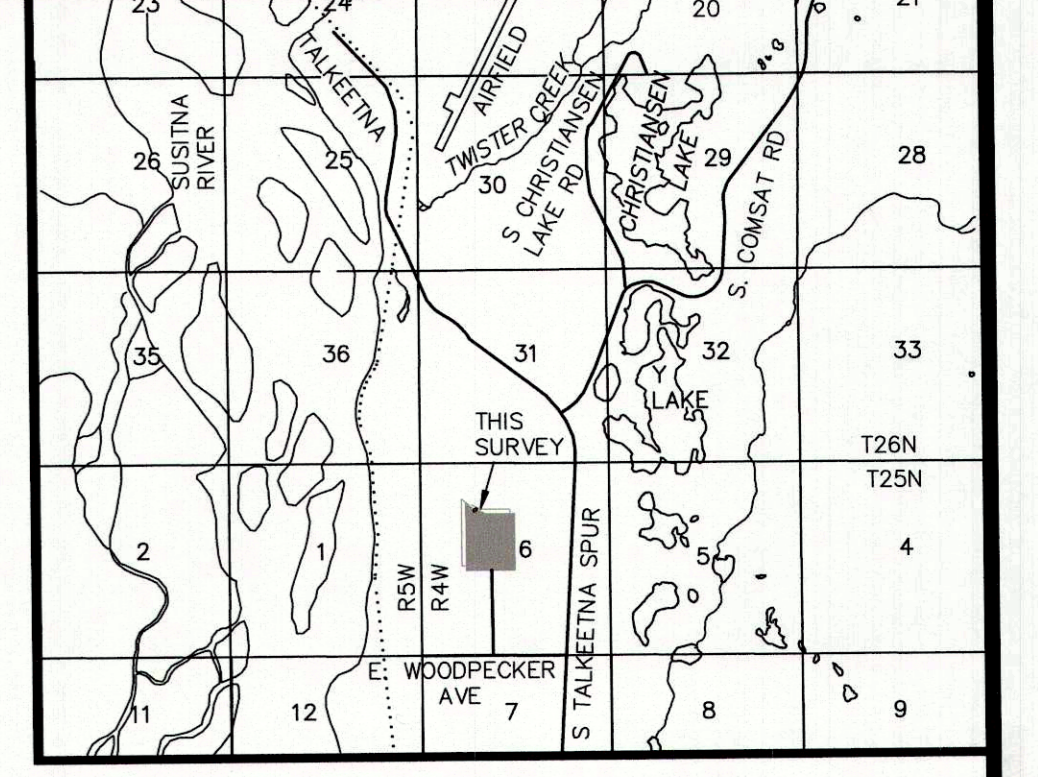 23
24
20
21
TALKEETNA
AIRFIELD
TWISTER CREEK
S CHRISTIANSEN
LAKE RD
CHRISTIANSEN
LAKE
S. COMSAT RD
SUSITNA
RIVER
26
25
30
29
28
35
36
31
32
33
Y
LAKE
THIS
SURVEY
T26N
T25N
2
1
R5W
R4W
6
S TALKEETNA SPUR
5
4
E WOODPECKER
AVE
11
12
7
8
9